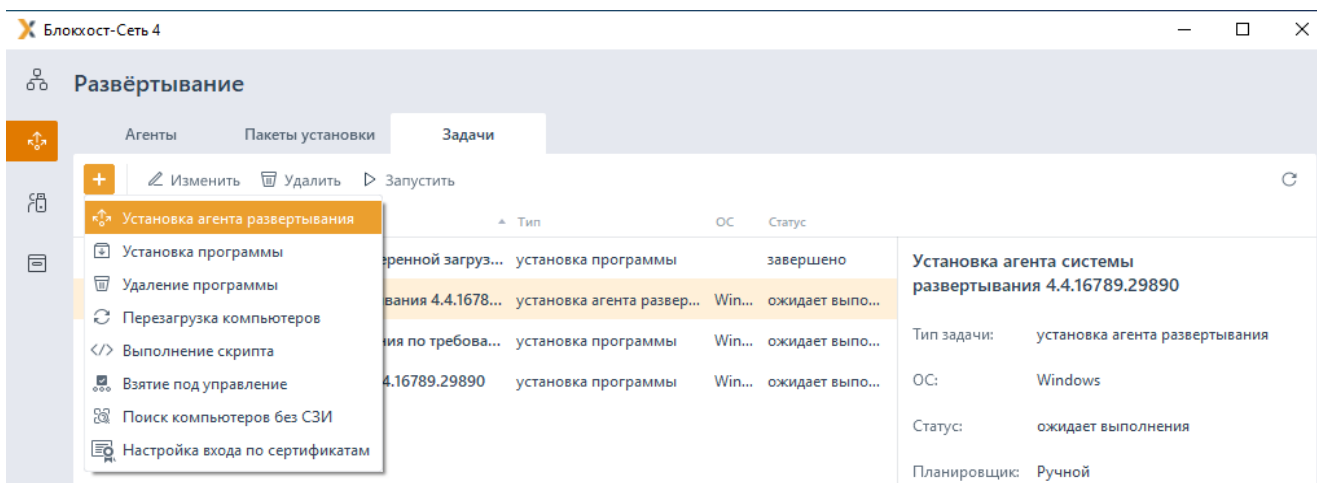 Блокхост-Сеть 4
Развёртывание
Агенты Пакеты установки Задачи
+ Изменить Удалить Запустить
Установка агента развертывания
Установка программы
Удаление программы
Перезагрузка компьютеров
Выполнение скрипта
Взятие под управление
Поиск компьютеров без СЗИ
Настройка входа по сертификатам
Тип ОС Статус
еренной загруз... установка программы завершено
вания 4.4.1678... установка агента развер... Win... ожидает выпо...
ия по требова... установка программы Win... ожидает выпо...
4.16789.29890 установка программы Win... ожидает выпо...
Установка агента системы
развертывания 4.4.16789.29890
Тип задачи: установка агента развертывания
ОС: Windows
Статус: ожидает выполнения
Планировщик: Ручной